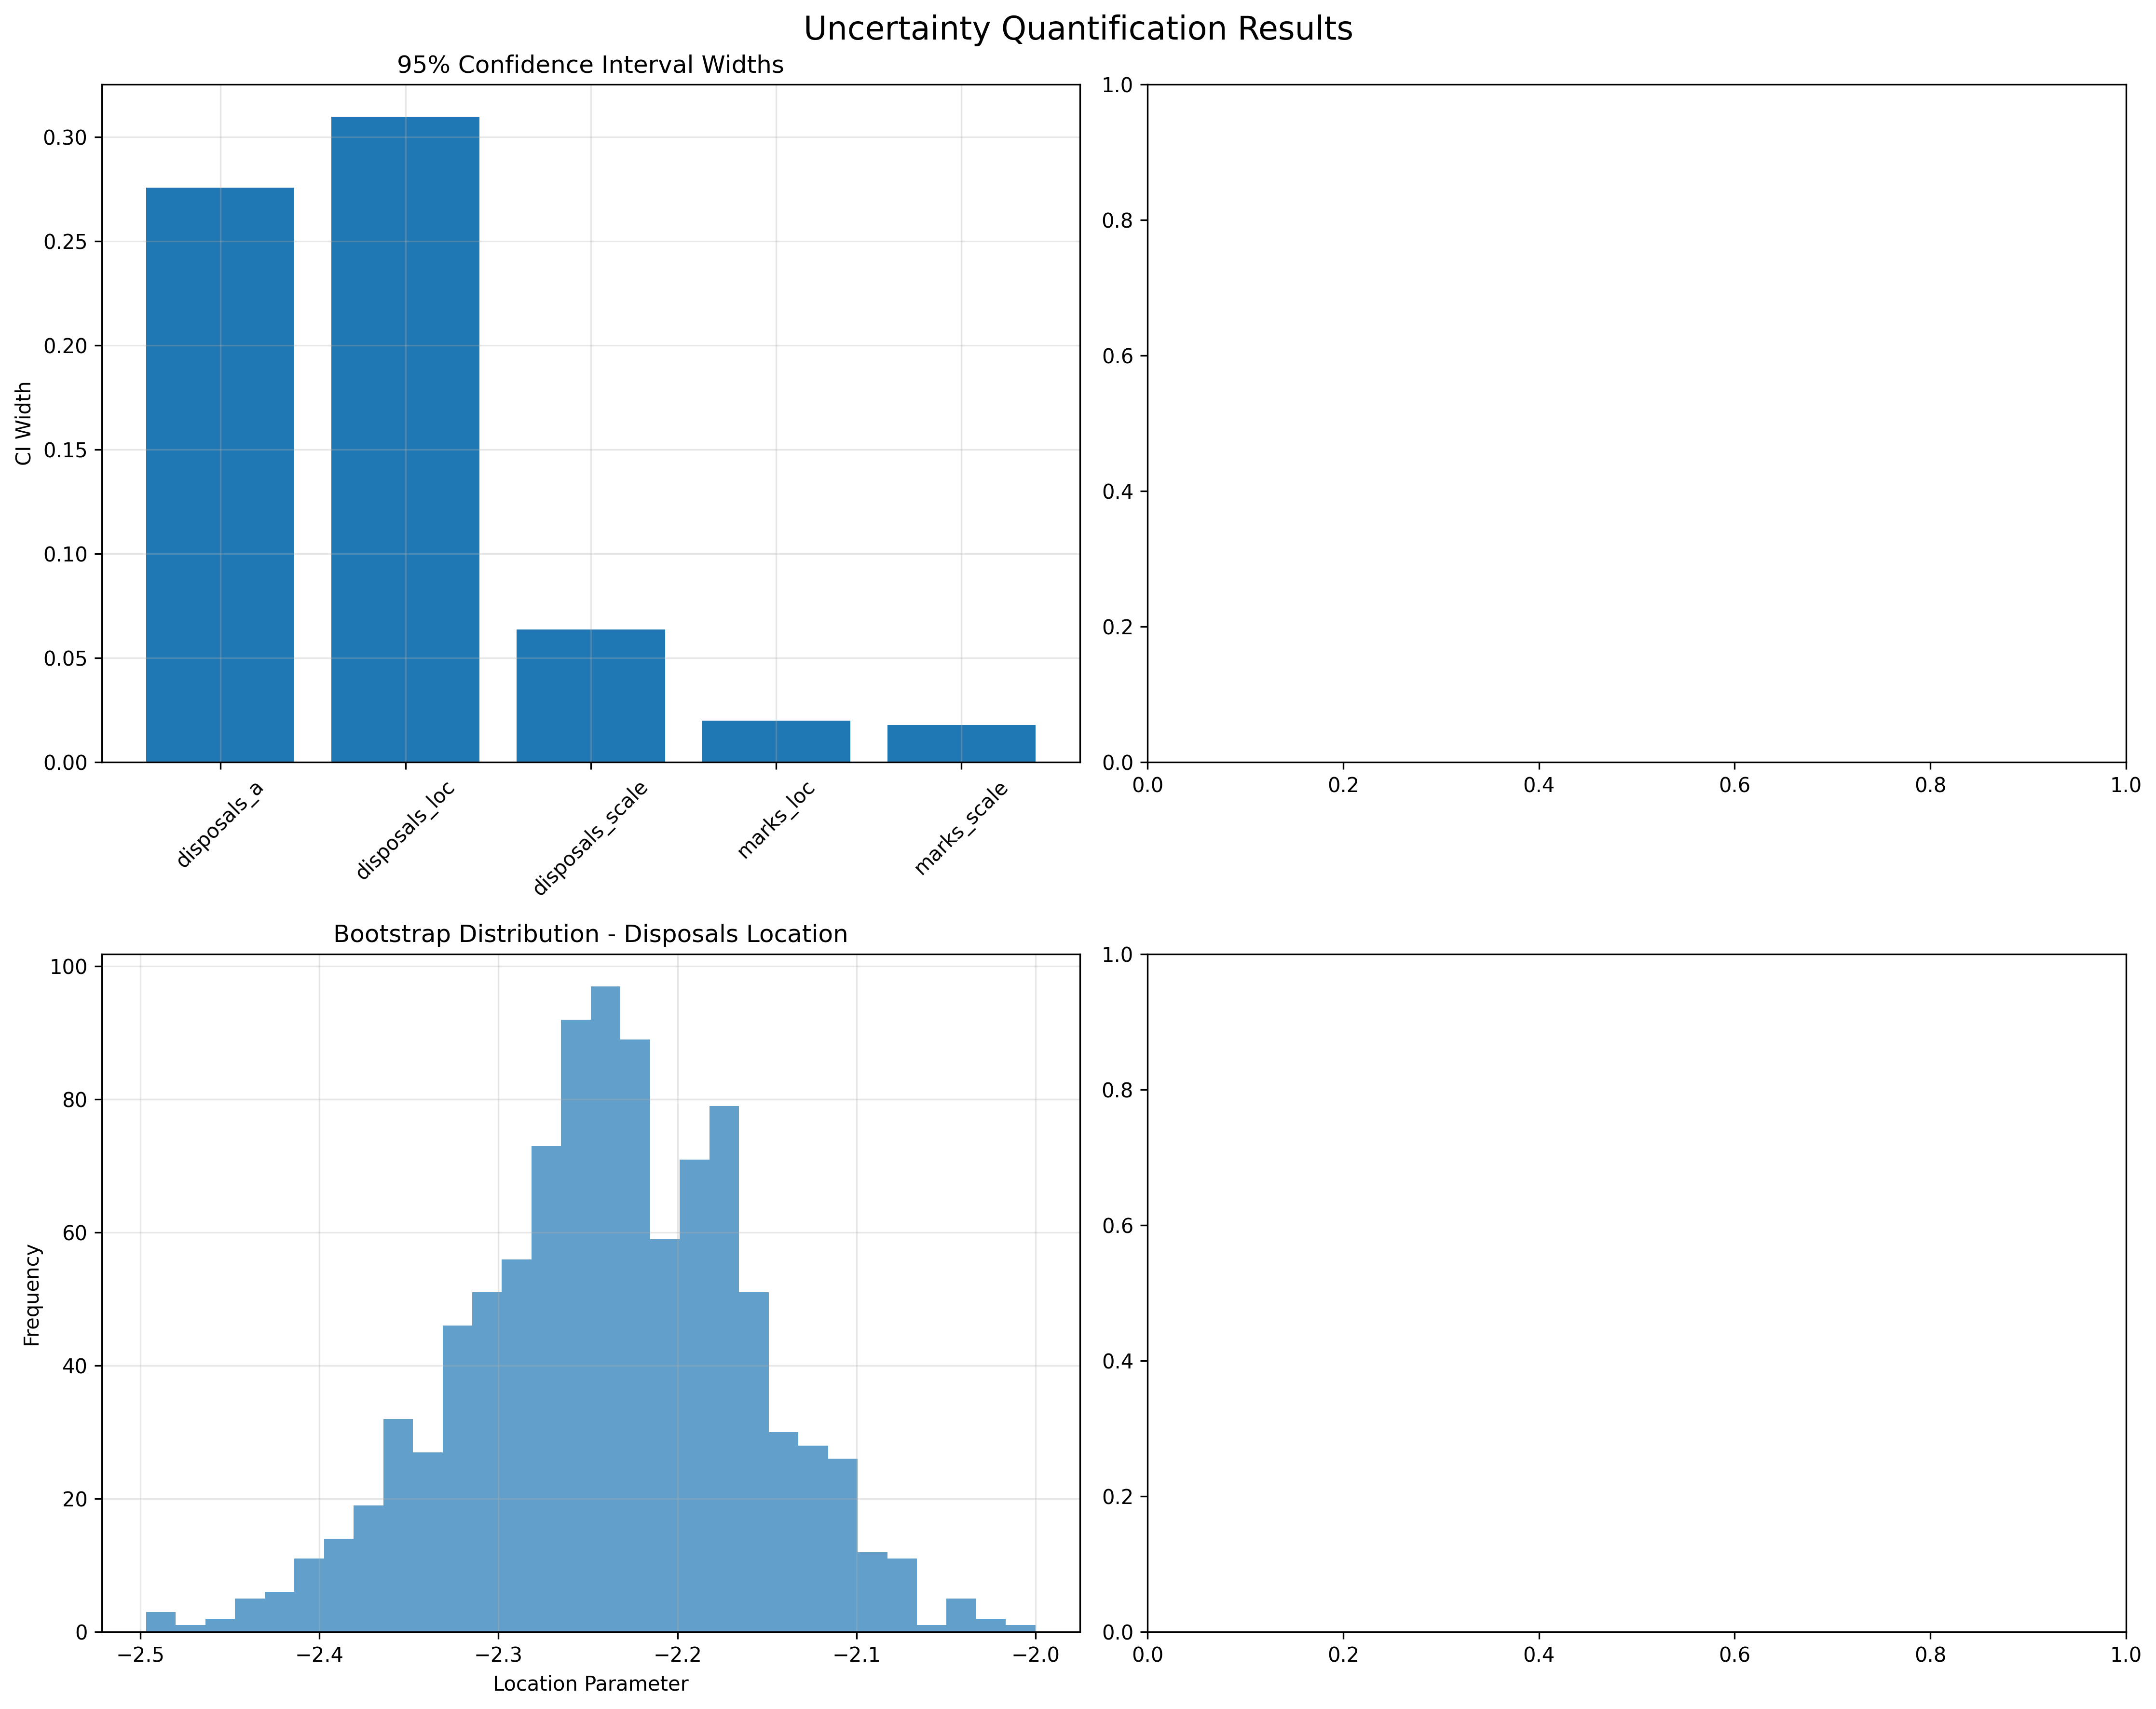 Uncertainty Quantification Results
95% Confidence Interval Widths
CI Width
0.30
0.25
0.20
0.15
0.10
0.05
0.00
disposals_a
disposals_loc
disposals_scale
marks_loc
marks_scale
1.0
0.8
0.6
0.4
0.2
0.0
0.0 0.2 0.4 0.6 0.8 1.0
Bootstrap Distribution - Disposals Location
Frequency
100
80
60
40
20
0
−2.5 −2.4 −2.3 −2.2 −2.1 −2.0
Location Parameter
1.0
0.8
0.6
0.4
0.2
0.0
0.0 0.2 0.4 0.6 0.8 1.0